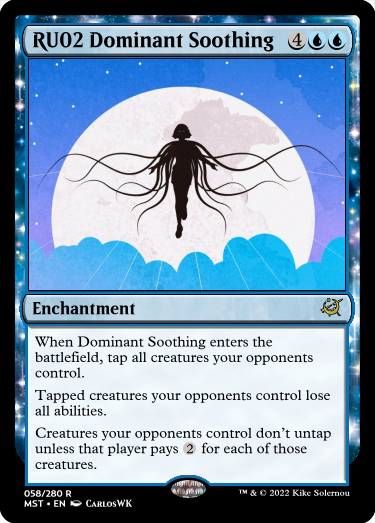 RU02 Dominant Soothing 4
Enchantment
When Dominant Soothing enters the
battlefield, tap all creatures your opponents
control.
Tapped creatures your opponents control lose
all abilities.
Creatures your opponents control don't untap
unless that player pays 2 for each of those
creatures.
058/280 R
MST • EN CarlosWK
™ & © 2022 Kike Solernou